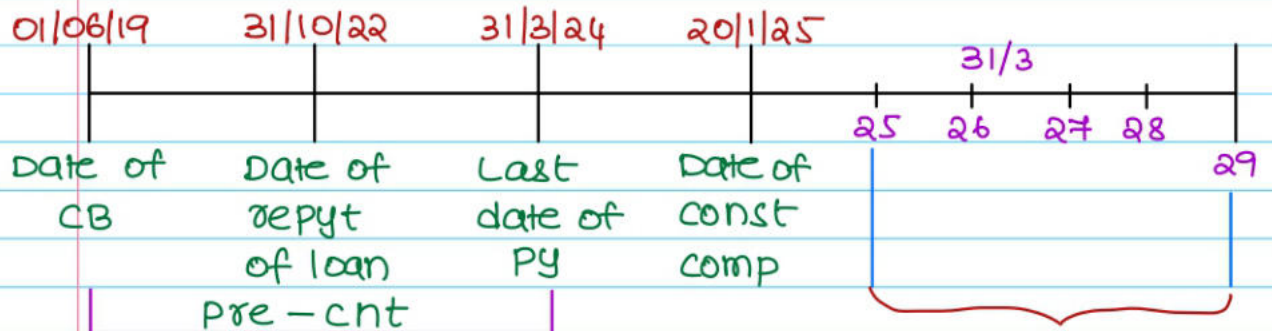 01/06/19 31/10/22 31/3/24 20/1/25
31/3
25 26 27 28
29
Date of Date of Last Date of
CB repyt date of const
of loan PY comp
Pre-cnt